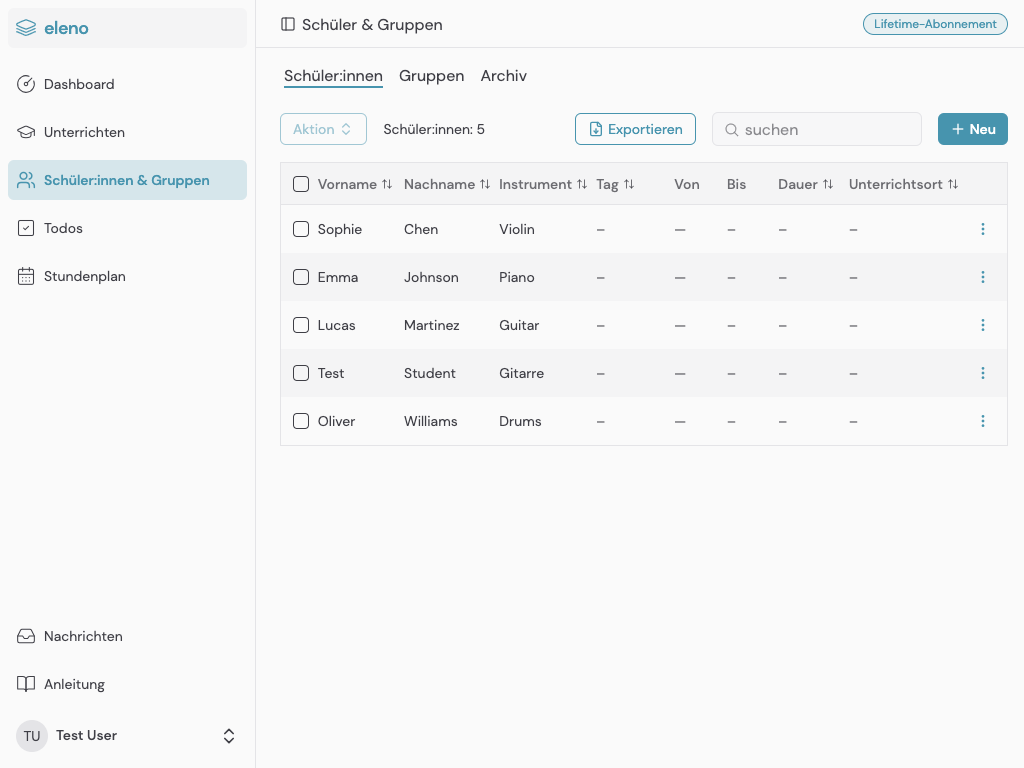 eleno
Schüler & Gruppen
Lifetime-Abonnement
Dashboard
Unterrichten
Schüler:innen & Gruppen
Todos
Stundenplan
Nachrichten
Anleitung
TU Test User
Schüler:innen Gruppen Archiv
Aktion Schüler:innen: 5 Exportieren suchen Neu
Vorname Nachname Instrument Tag Von Bis Dauer Unterrichtsort
Sophie Chen Violin – — – – –
Emma Johnson Piano – — – – –
Lucas Martinez Guitar – — – – –
Test Student Gitarre – — – – –
Oliver Williams Drums – — – – –